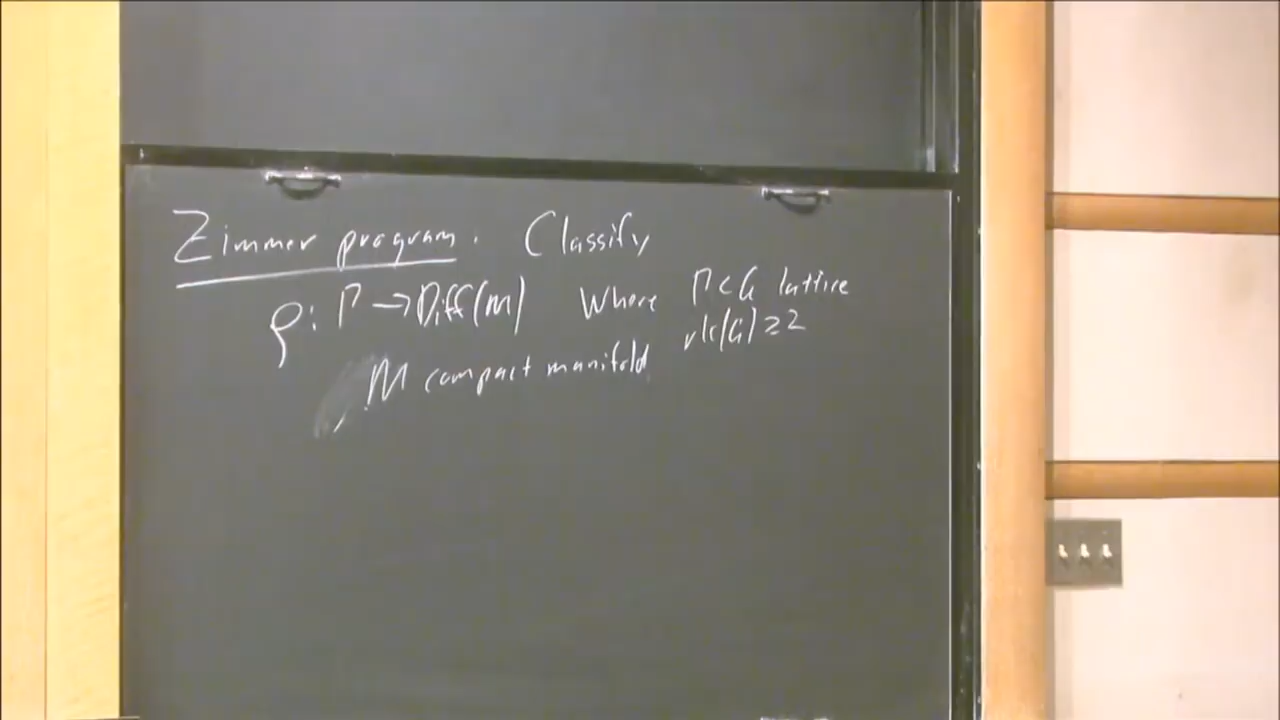 Zimmer program. Classify
ρ: Γ → Diff(M) Where Γ < G lattice
rk(G) ≥ 2
M compact manifold